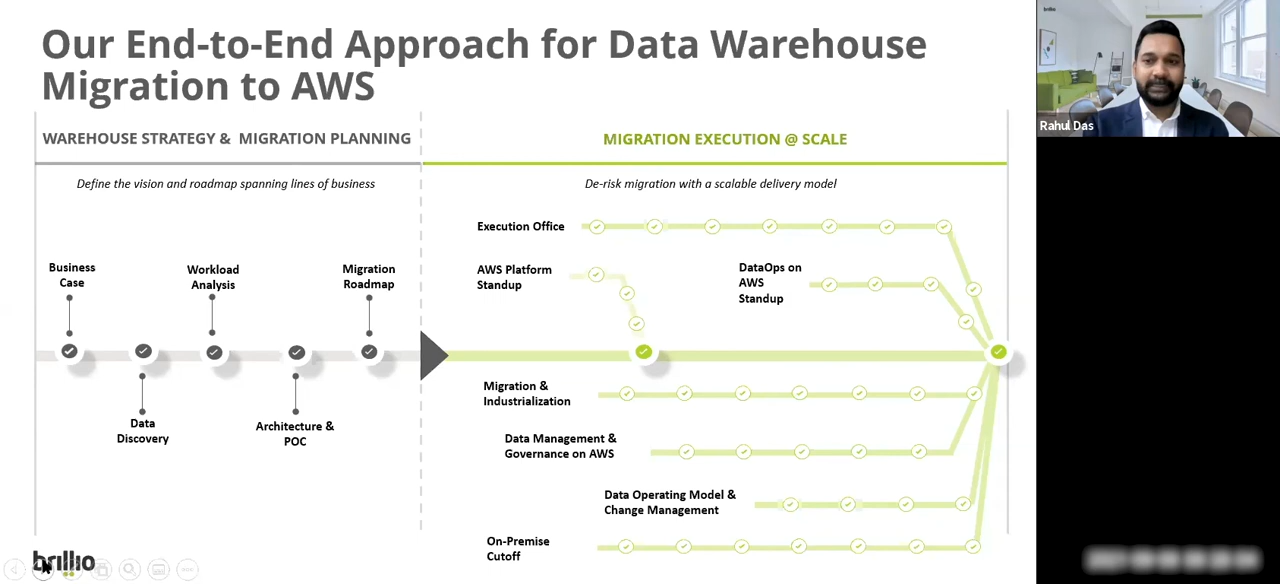 Our End-to-End Approach for Data Warehouse
Migration to AWS
WAREHOUSE STRATEGY & MIGRATION PLANNING
Define the vision and roadmap spanning lines of business
Business
Case
Workload
Analysis
Migration
Roadmap
Data
Discovery
Architecture &
POC
MIGRATION EXECUTION @ SCALE
De-risk migration with a scalable delivery model
Execution Office
AWS Platform
Standup
DataOps on
AWS
Standup
Migration &
Industrialization
Data Management &
Governance on AWS
Data Operating Model &
Change Management
On-Premise
Cutoff
brillio
brillio
Rahul Das